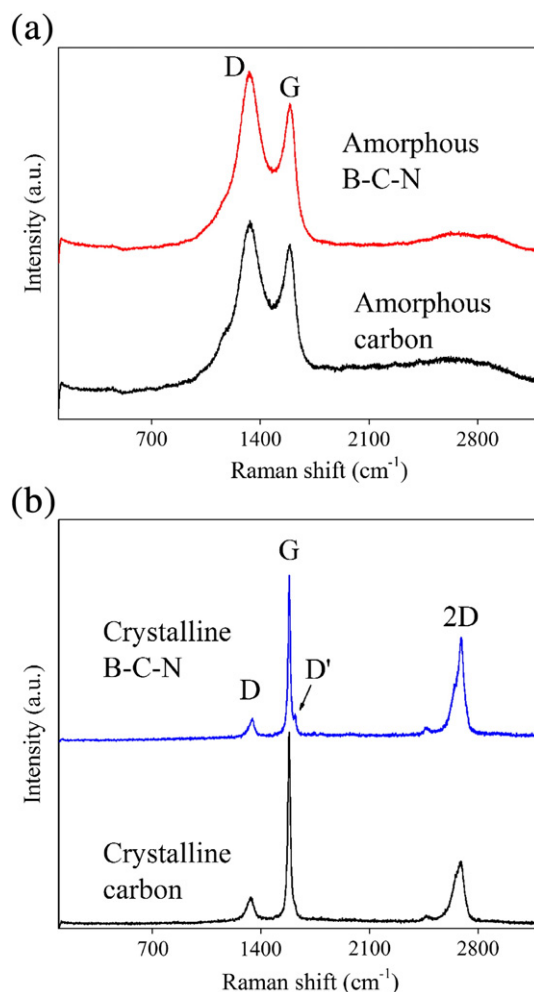 (a)
D
G
Amorphous
B-C-N
Amorphous
carbon
Intensity (a.u.)
700 1400 2100 2800
Raman shift (cm⁻¹)
(b)
G
2D
Crystalline
B-C-N
D'
D
Crystalline
carbon
Intensity (a.u.)
700 1400 2100 2800
Raman shift (cm⁻¹)